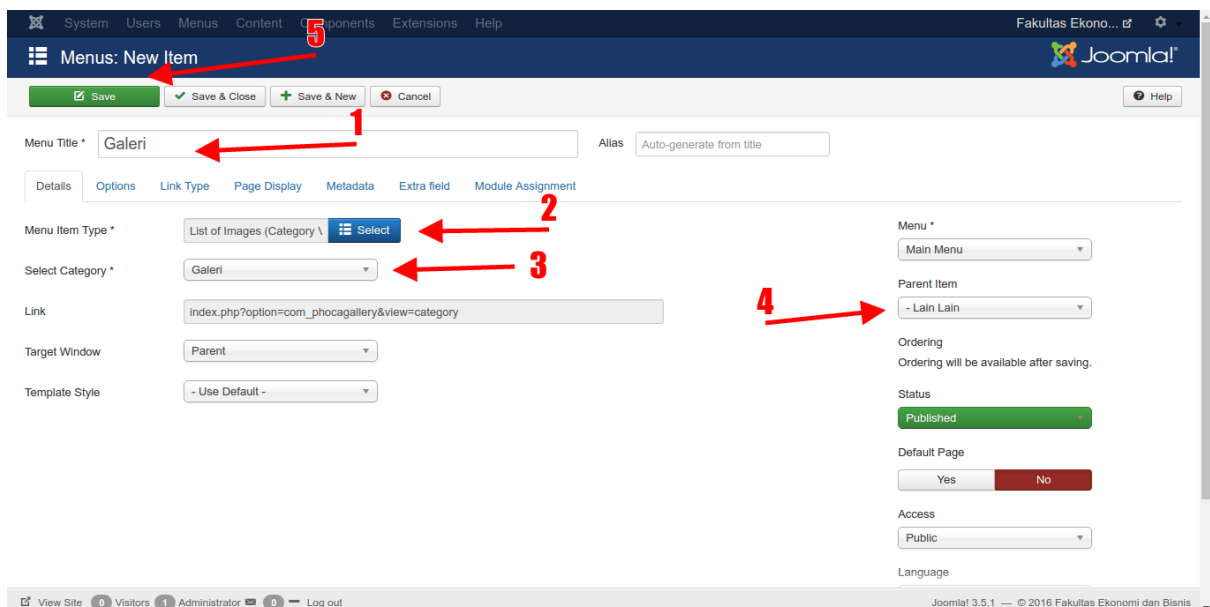 System Users Menus Content Components Extensions Help Fakultas Ekono...
5
Menus: New Item Joomla!
Save Save & Close Save & New Cancel Help
1
Menu Title * Galeri Alias Auto-generate from title
Details Options Link Type Page Display Metadata Extra field Module Assignment
2
Menu Item Type * List of Images (Category V Select
Menu *
Main Menu
Select Category * Galeri 3
Parent Item
4 - Lain Lain
Link index.php?option=com_phocagallery&view=category
Ordering
Target Window Parent
Ordering will be available after saving.
Template Style - Use Default -
Status
Published
Default Page
Yes No
Access
Public
Language
View Site 0 Visitors 1 Administrator 0 Log out Joomla! 3.5.1 — © 2016 Fakultas Ekonomi dan Bisnis